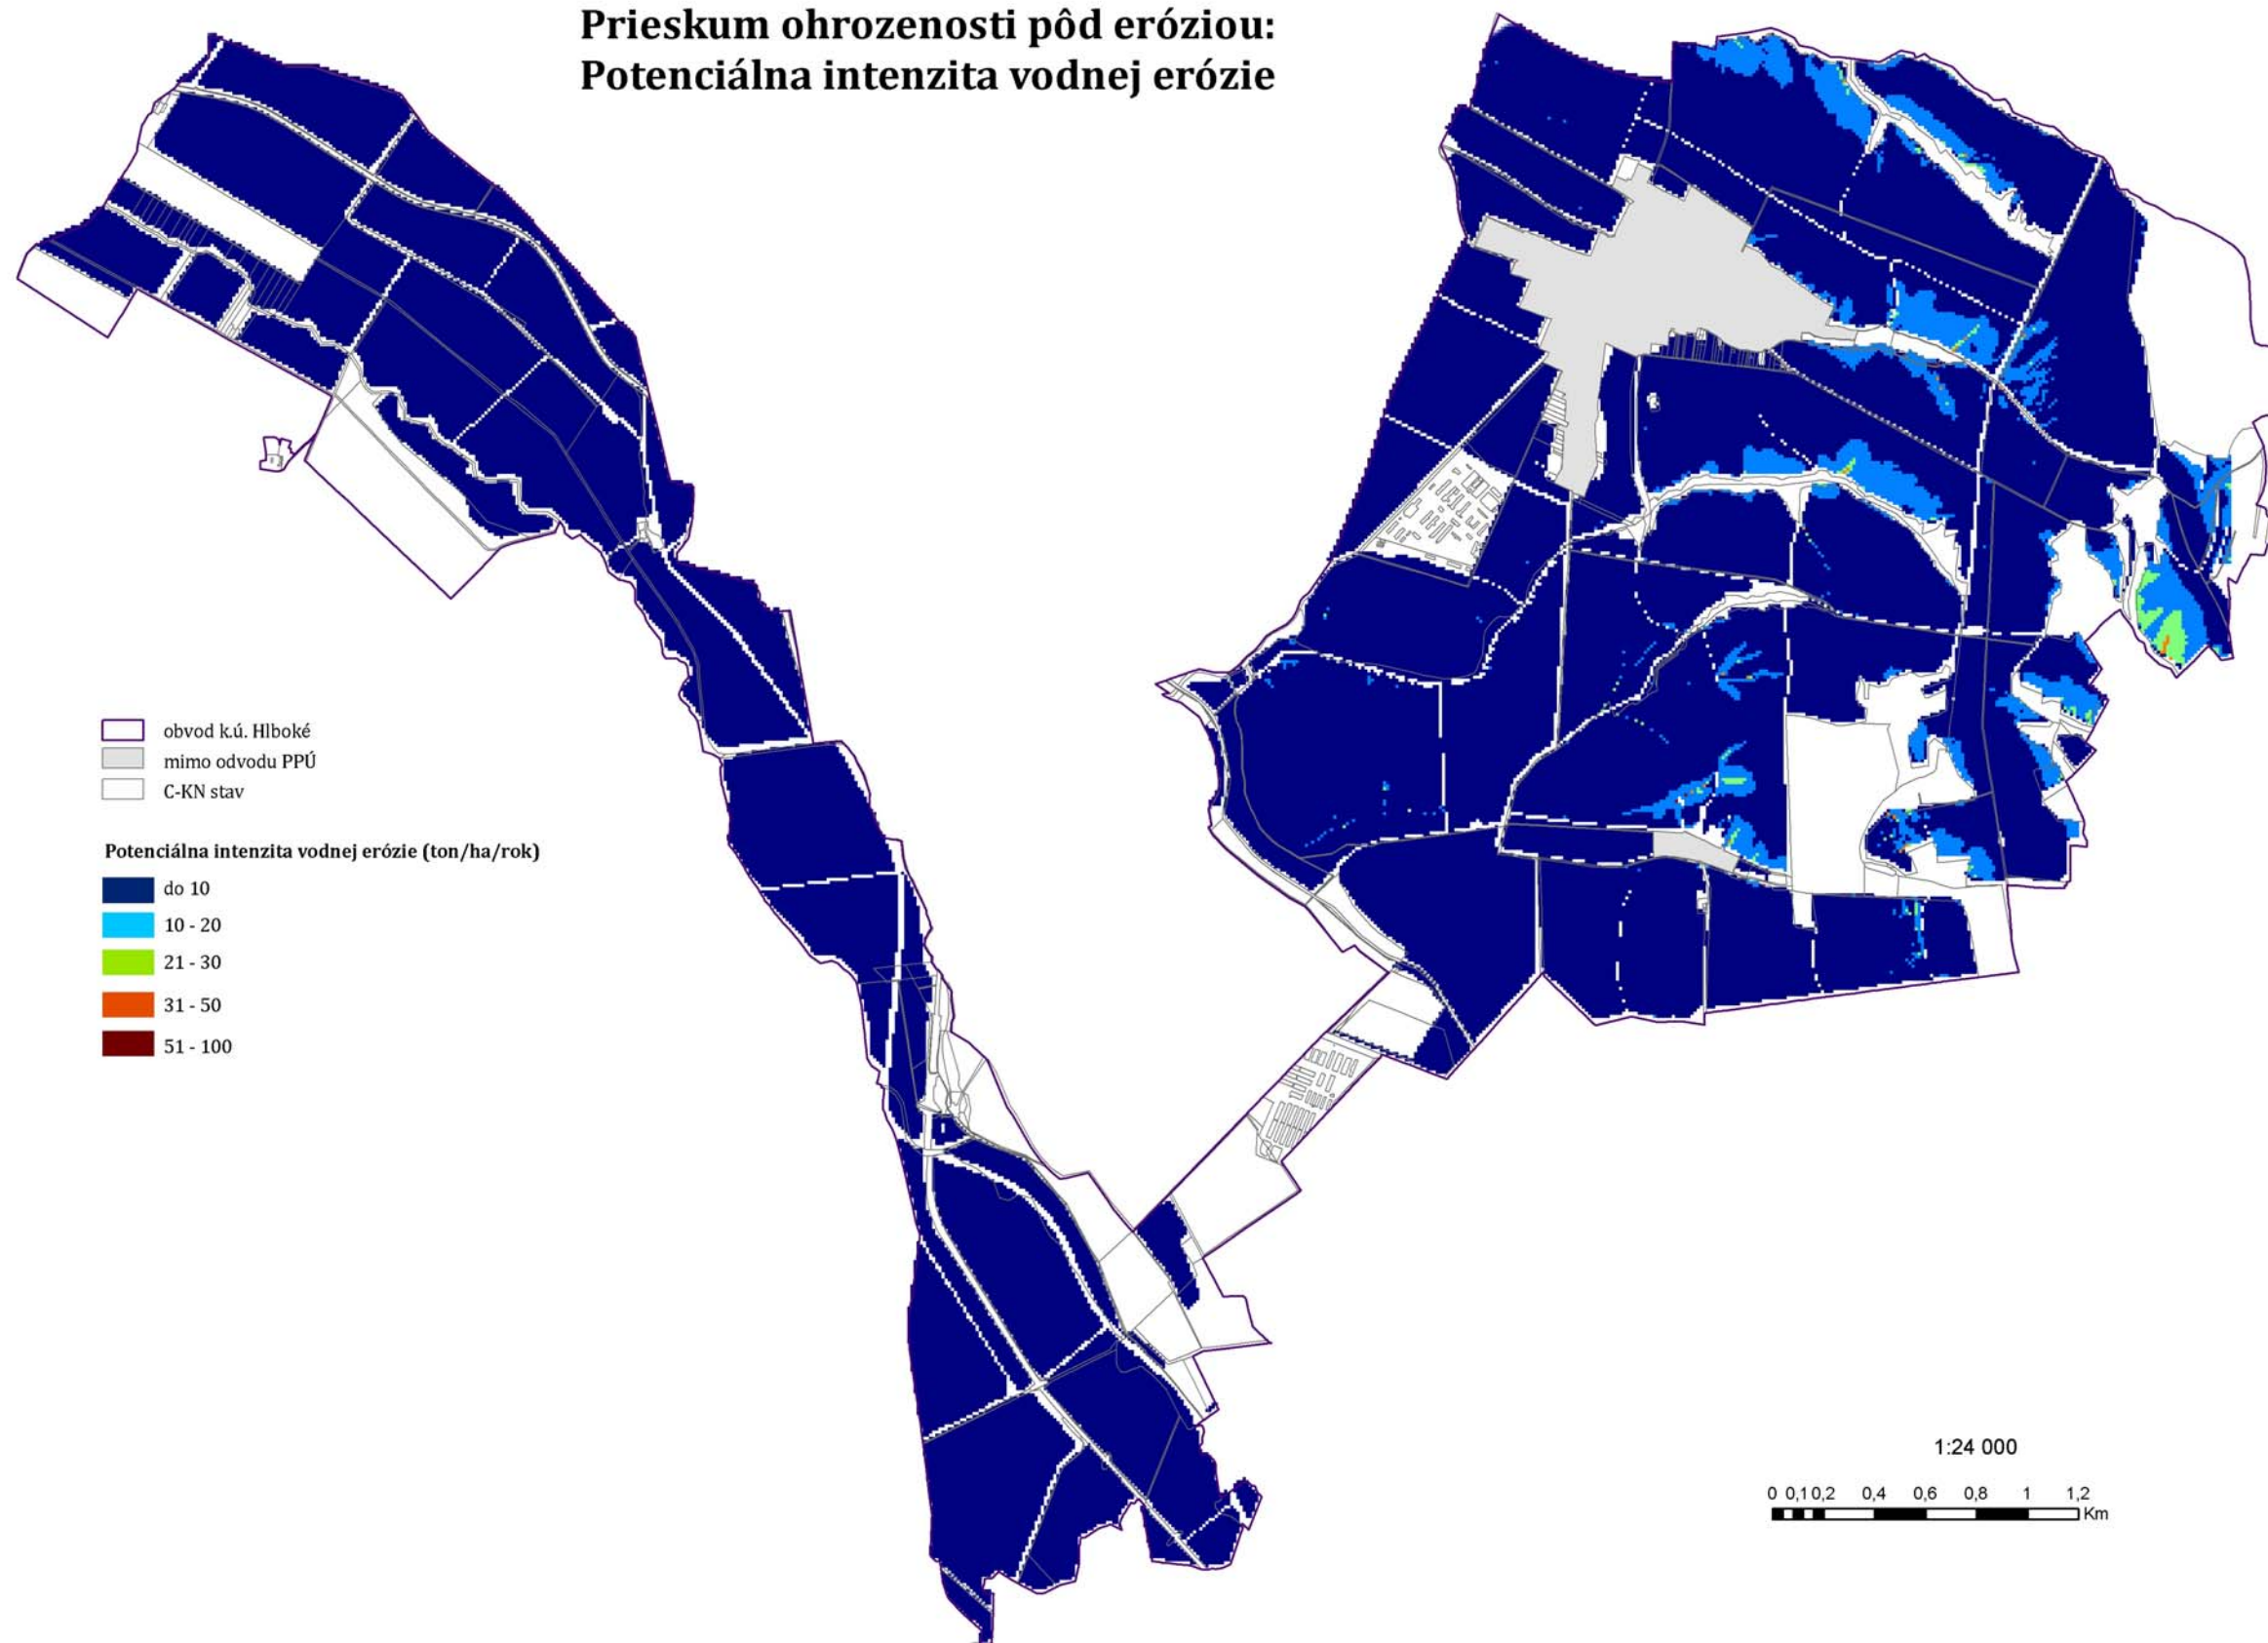 Prieskum ohrozenosti pôd eróziou:
Potenciálna intenzita vodnej erózie
obvod k.ú. Hlboké
mimo odvodu PPÚ
C-KN stav
Potenciálna intenzita vodnej erózie (ton/ha/rok)
do 10
10 - 20
21 - 30
31 - 50
51 - 100
1:24 000
0 0,10,2 0,4 0,6 0,8 1 1,2
Km